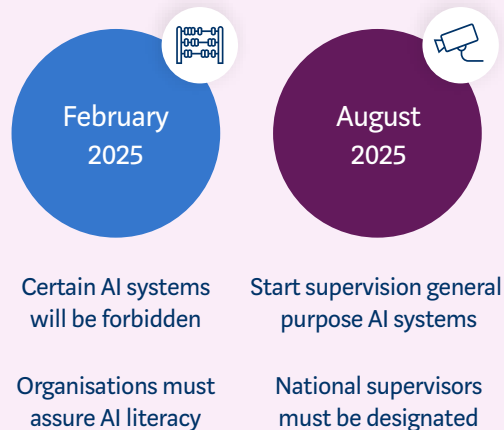 February
2025
Certain AI systems
will be forbidden
Organisations must
assure AI literacy
August
2025
Start supervision general
purpose AI systems
National supervisors
must be designated